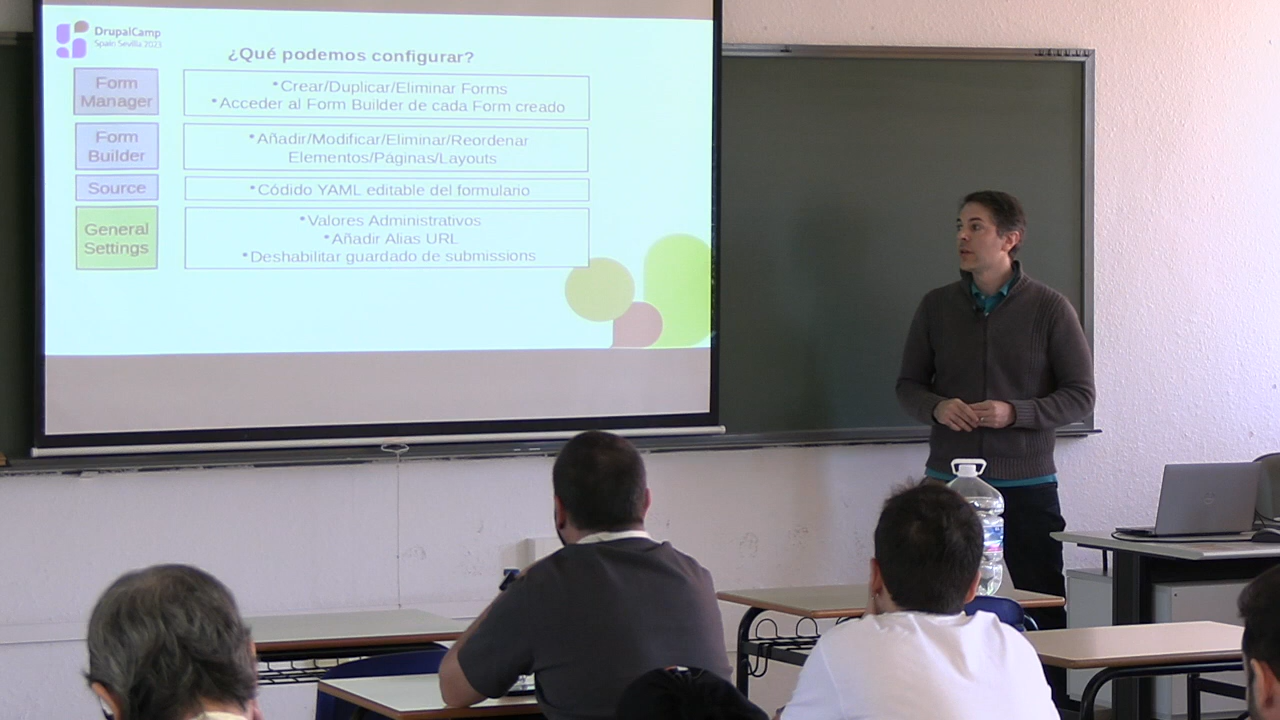 DrupalCamp
Spain Sevilla 2023
¿Qué podemos configurar?
Form
Manager
•Crear/Duplicar/Eliminar Forms
•Acceder al Form Builder de cada Form creado
Form
Builder
•Añadir/Modificar/Eliminar/Reordenar
Elementos/Páginas/Layouts
Source
•Códido YAML editable del formulario
General
Settings
•Valores Administrativos
•Añadir Alias URL
•Deshabilitar guardado de submissions